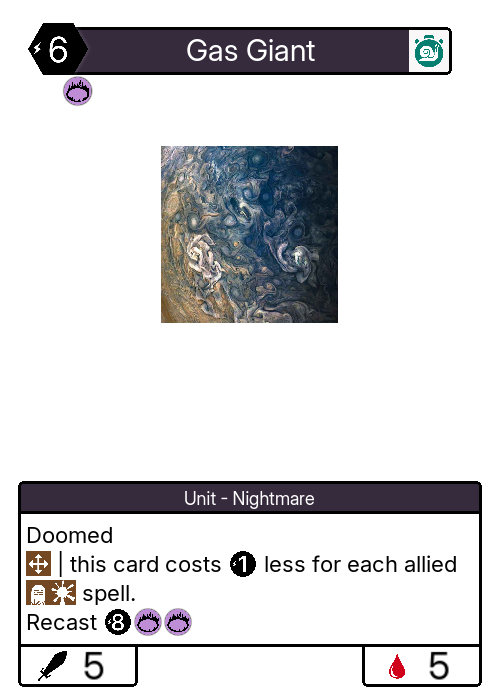 6 Gas Giant
Unit - Nightmare
Doomed
| this card costs 1 less for each allied
spell.
Recast 8
5 5